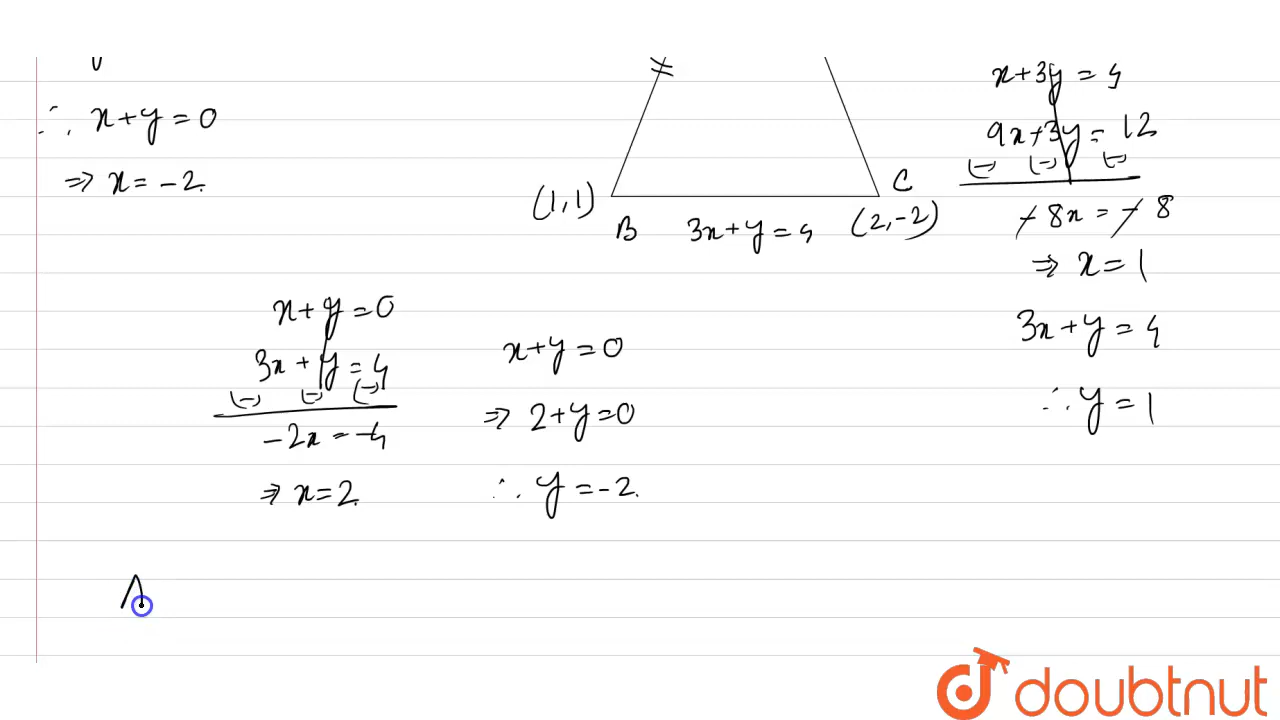 ∴ x+y=0
⇒ x=-2.
(1,1)
B
3x+y=4
C
(2,-2)
x+3y=4
9x+3y=12
(-) (-) (-)
-8x=-8
⇒ x=1
3x+y=4
∴ y=1
x+y=0
3x+y=4
(-) (-) (-)
-2x=-4
⇒ x=2.
x+y=0
⇒ 2+y=0
∴ y=-2.
doubtnut